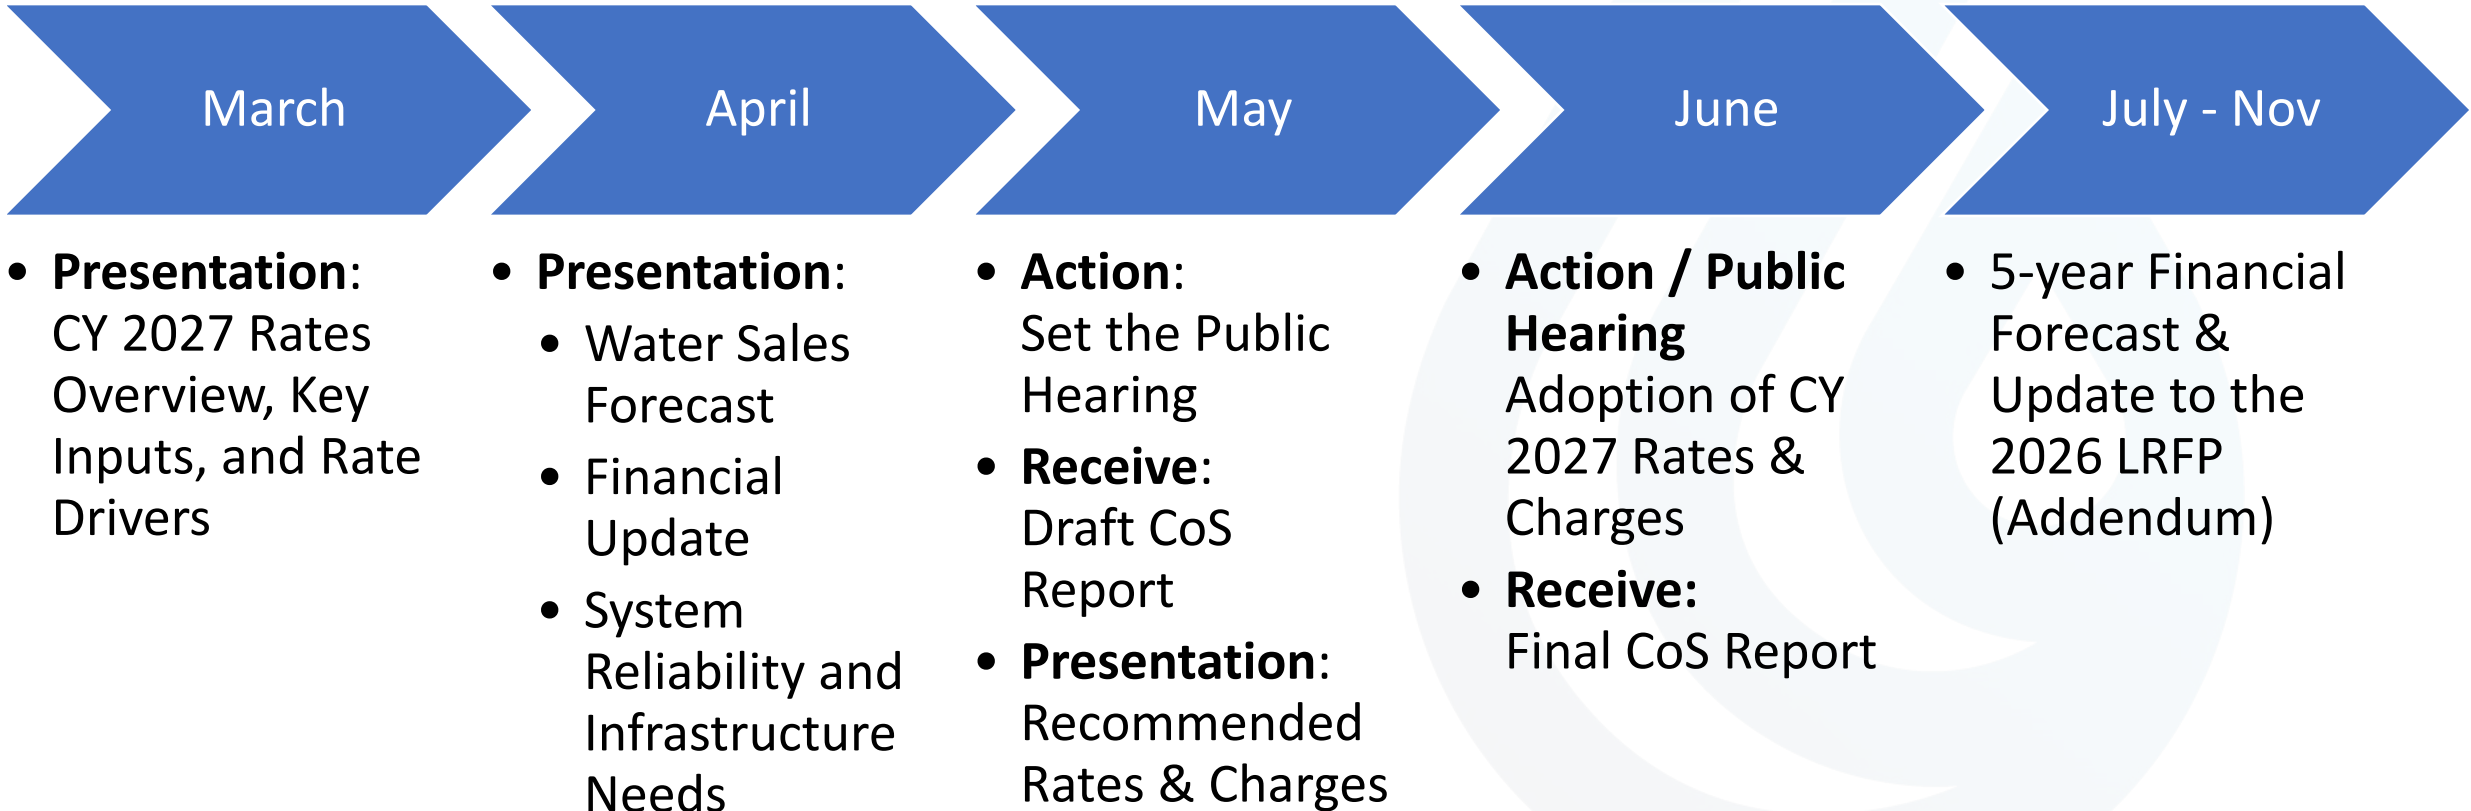 March
April
May
June
July - Nov
• Presentation:
CY 2027 Rates
Overview, Key
Inputs, and Rate
Drivers
• Presentation:
• Water Sales
Forecast
• Financial
Update
• System
Reliability and
Infrastructure
Needs
• Action:
Set the Public
Hearing
• Receive:
Draft CoS
Report
• Presentation:
Recommended
Rates & Charges
• Action / Public
Hearing
Adoption of CY
2027 Rates &
Charges
• Receive:
Final CoS Report
• 5-year Financial
Forecast &
Update to the
2026 LRFP
(Addendum)